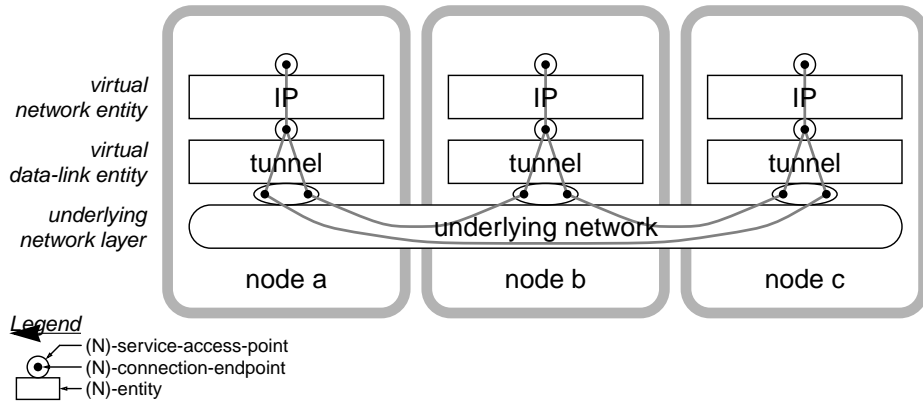 virtual
network entity
IP
IP
IP
virtual
data-link entity
tunnel
tunnel
tunnel
underlying
network layer
underlying network
node a
node b
node c
Legend
(N)-service-access-point
(N)-connection-endpoint
(N)-entity